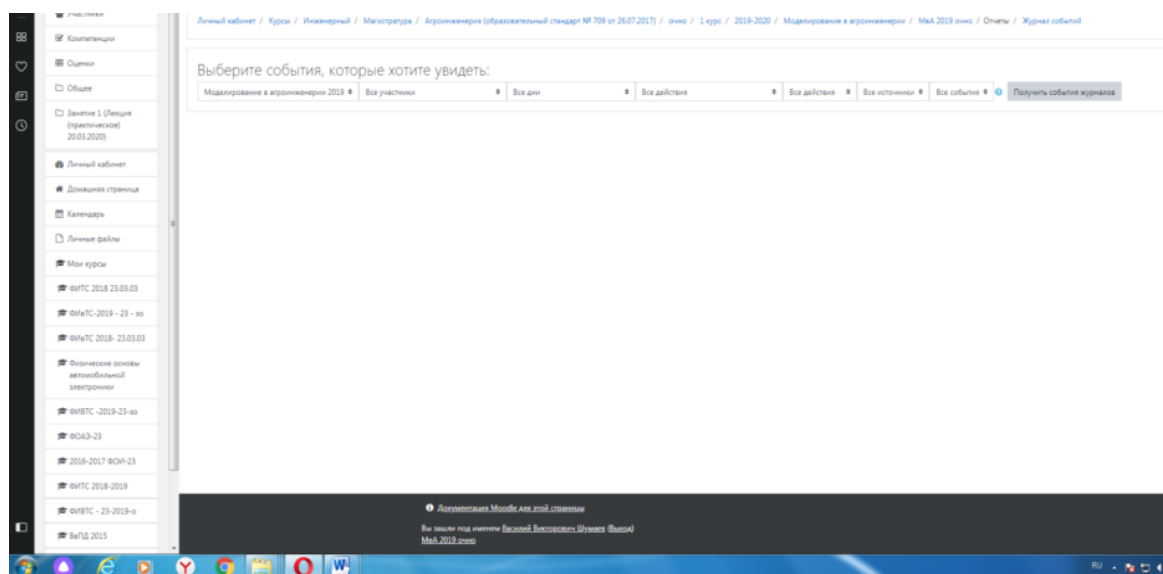 Участники
Компетенции
Оценки
Общее
Занятие 1 (Лекция
(практическое)
20.03.2020)
Личный кабинет
Домашняя страница
Календарь
Личные файлы
Мои курсы
ФИТС 2018 23.03.03
ФИвТС-2019 - 23 - зо
ФИвТС 2018- 23.03.03
Физические основы
автомобильной
электроники
ФИВТС -2019-23-зо
ФОАЭ-23
2016-2017 ФОИ-23
ФИТС 2018-2019
ФИВТС - 23-2019-о
ВеПД 2015
Личный кабинет / Курсы / Инженерный / Магистратура / Агроинженерия (образовательный стандарт № 709 от 26.07.2017) / очно / 1 курс / 2019-2020 / Моделирование в агроинженерии / МвА 2019 очно / Отчеты / Журнал событий
Выберите события, которые хотите увидеть:
Моделирование в агроинженерии 2019 Все участники Все дни Все действия Все действия Все источники Все события Получить события журналов
Документация Moodle для этой страницы
Вы зашли под именем Василий Викторович Шумаев (Выход)
МвА 2019 очно
RU